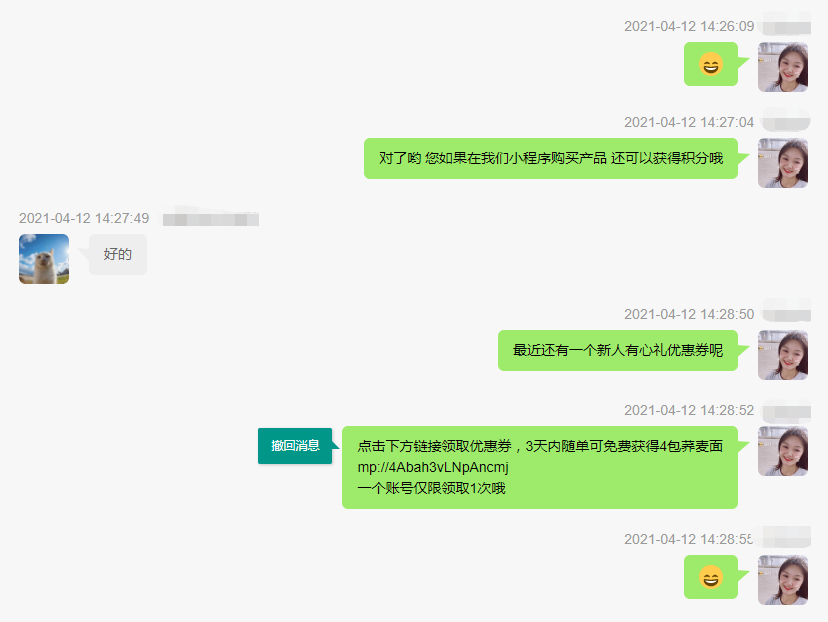 2021-04-12 14:26:09
2021-04-12 14:27:04
对了哟 您如果在我们小程序购买产品 还可以获得积分哦
2021-04-12 14:27:49
好的
2021-04-12 14:28:50
最近还有一个新人有心礼优惠券呢
2021-04-12 14:28:52
撤回消息
点击下方链接领取优惠券，3天内随单可免费获得4包荞麦面
mp://4Abah3vLNpAncmj
一个账号仅限领取1次哦
2021-04-12 14:28:55